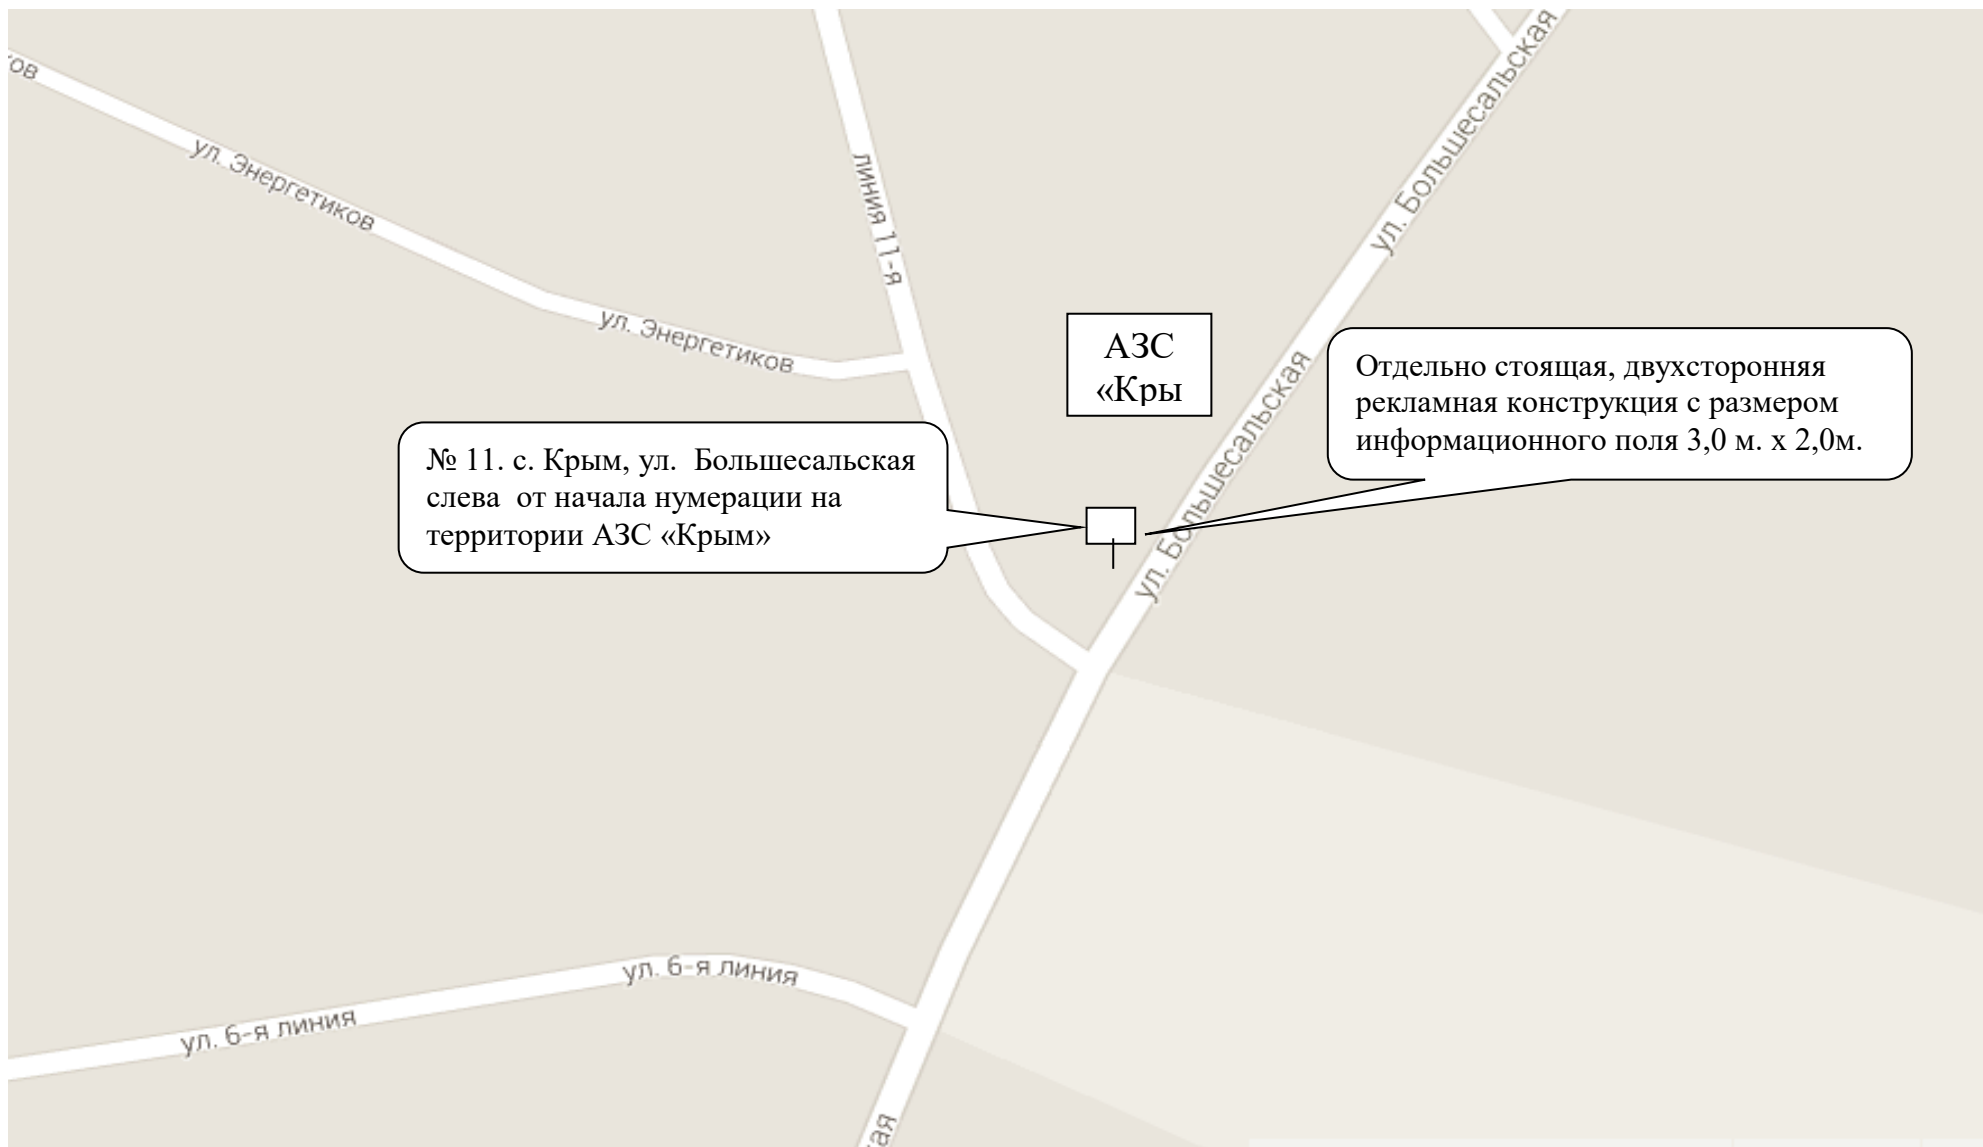 ов
ул. Энергетиков
линия 11-я
ул. Большесальская
ул. Энергетиков
АЗС
«Кры
ул. Большесальская
Отдельно стоящая, двухсторонняя
рекламная конструкция с размером
информационного поля 3,0 м. х 2,0м.
№ 11. с. Крым, ул.  Большесальская
слева  от начала нумерации на
территории АЗС «Крым»
ул. 6-я линия
ул. 6-я линия
ая